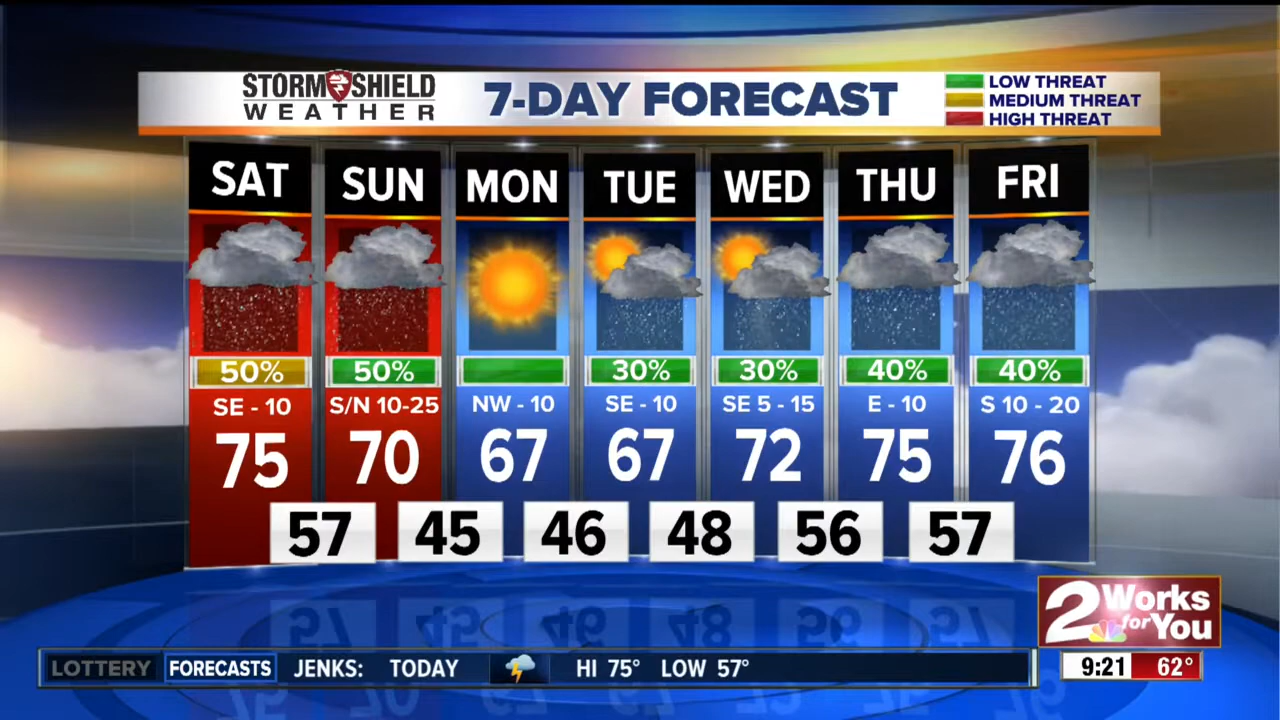 STORM SHIELD
WEATHER
7-DAY FORECAST
LOW THREAT
MEDIUM THREAT
HIGH THREAT
SAT SUN MON TUE WED THU FRI
50% 50% 30% 30% 40% 40%
SE - 10 S/N 10-25 NW - 10 SE - 10 SE 5 - 15 E - 10 S 10 - 20
75 70 67 67 72 75 76
57 45 46 48 56 57
2 Works for You
LOTTERY FORECASTS JENKS: TODAY HI 75° LOW 57°
9:21 62°